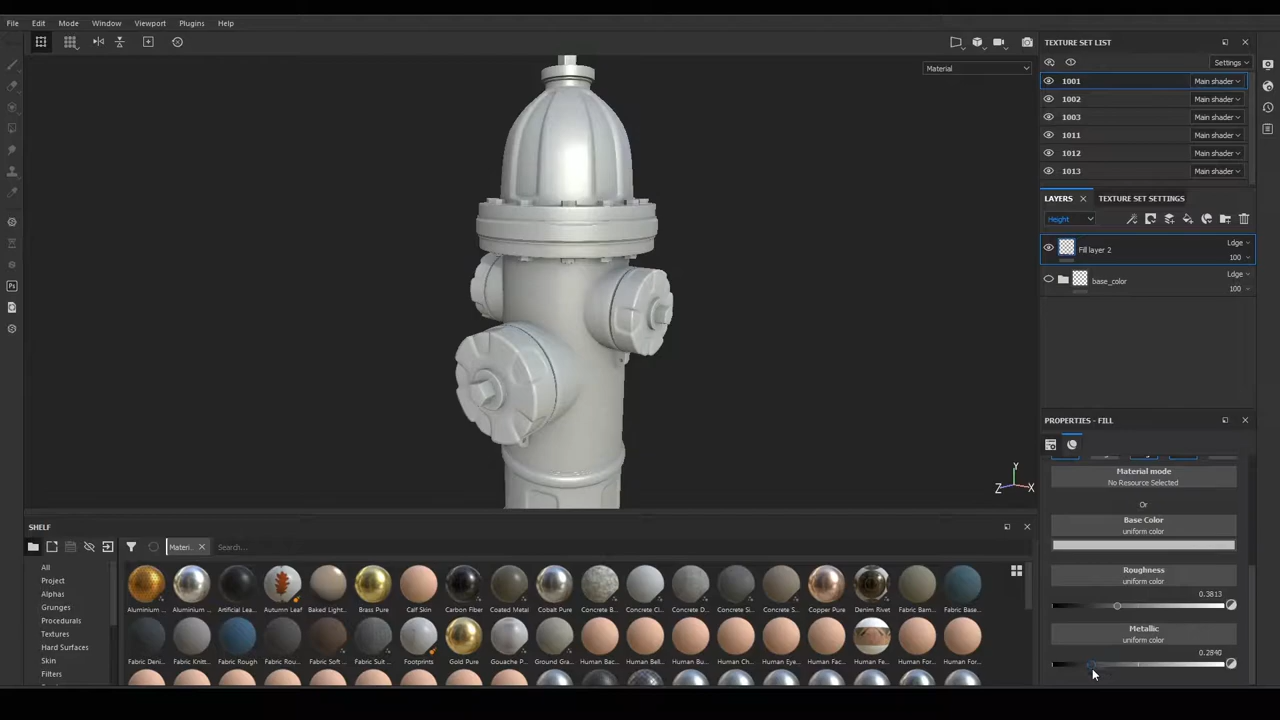 File Edit Mode Window Viewport Plugins Help
Material
TEXTURE SET LIST
Settings
1001 Main shader
1002 Main shader
1003 Main shader
1011 Main shader
1012 Main shader
1013 Main shader
LAYERS TEXTURE SET SETTINGS
Height
Fill layer 2 Ldge 100
base_color Ldge 100
PROPERTIES - FILL
Material mode
No Resource Selected
Or
Base Color
uniform color
Roughness
uniform color
0.3813
Metallic
uniform color
0.2840
Y
Z X
SHELF
Ps
Materi... Search...
All
Project
Alphas
Grunges
Procedurals
Textures
Hard Surfaces
Skin
Filters
Aluminium ... Aluminium ... Artificial Lea... Autumn Leaf Baked Light... Brass Pure Calf Skin Carbon Fiber Coated Metal Cobalt Pure Concrete B... Concrete Cl... Concrete D... Concrete Si... Concrete S... Copper Pure Denim Rivet Fabric Bam... Fabric Base...
Fabric Deni... Fabric Knitt... Fabric Rough Fabric Rou... Fabric Soft ... Fabric Suit ... Footprints Gold Pure Gouache P... Ground Gra... Human Bac... Human Bell... Human Bu... Human Ch... Human Eye... Human Fac... Human Fe... Human For... Human For...